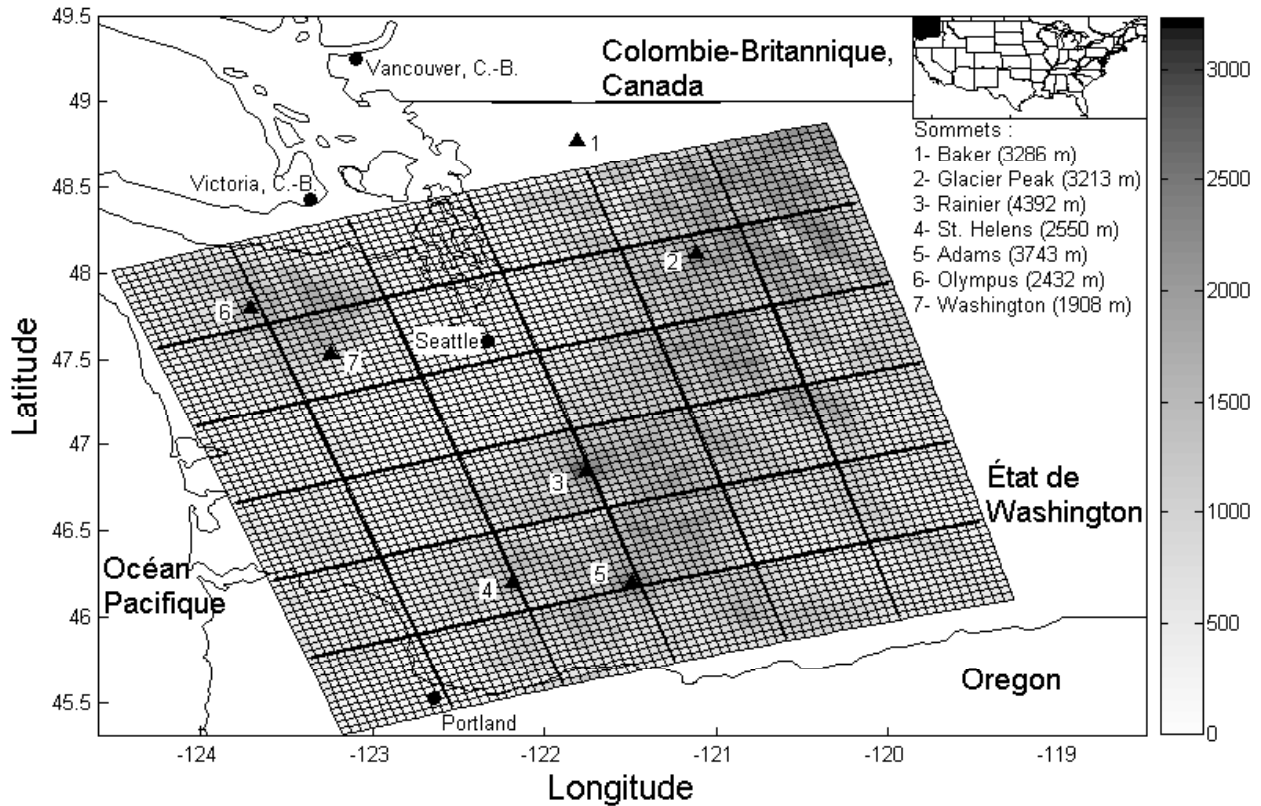 49.5
49
48.5
48
47.5
47
46.5
46
45.5
Latitude
-124
-123
-122
-121
-120
-119
Longitude
Colombie-Britannique,
Canada
Vancouver, C.-B.
Victoria, C.-B.
Seattle
Portland
Océan
Pacifique
État de
Washington
Oregon
1
2
3
4
5
6
7
Sommets :
1- Baker (3286 m)
2- Glacier Peak (3213 m)
3- Rainier (4392 m)
4- St. Helens (2550 m)
5- Adams (3743 m)
6- Olympus (2432 m)
7- Washington (1908 m)
3000
2500
2000
1500
1000
500
0